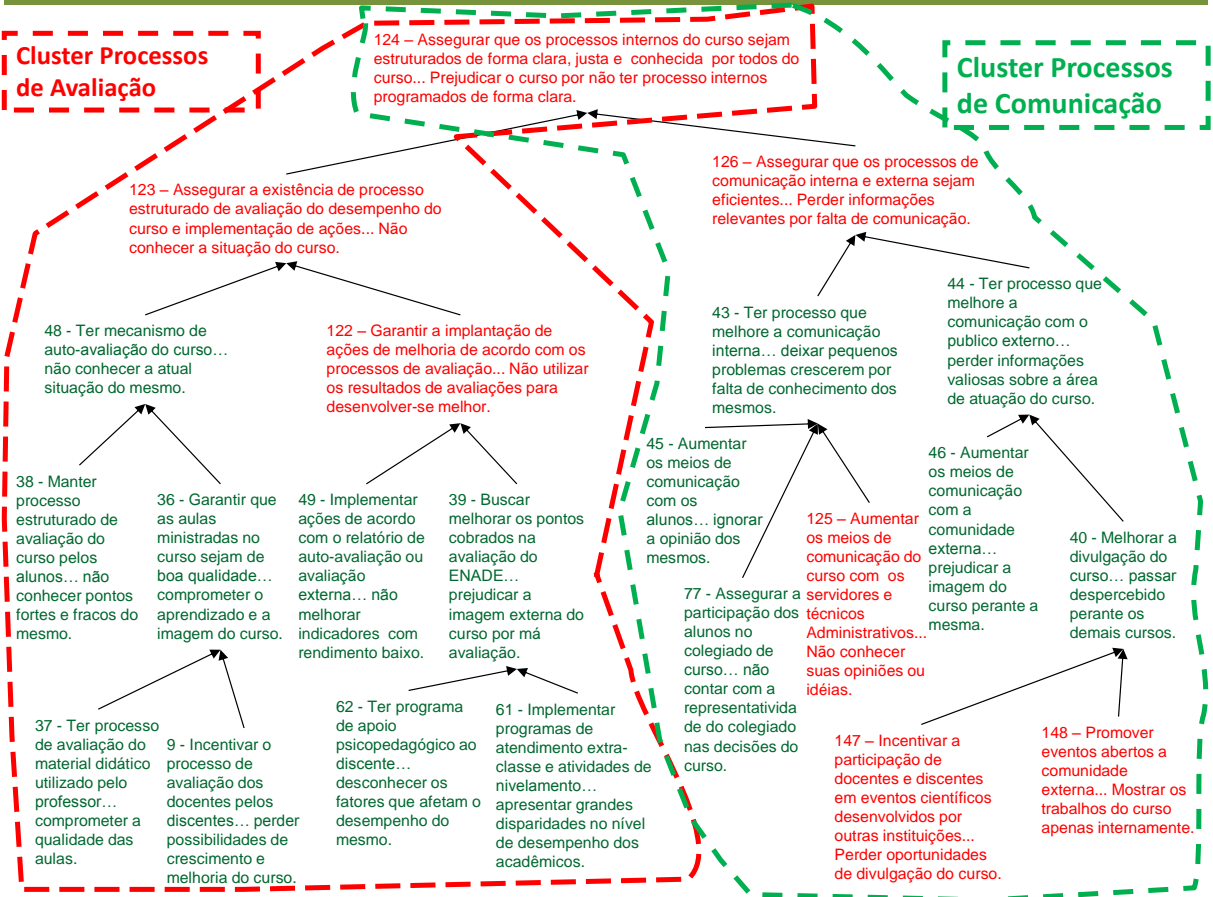 Cluster Processos
de Avaliação
124 – Assegurar que os processos internos do curso sejam
estruturados de forma clara, justa e conhecida por todos do
curso... Prejudicar o curso por não ter processo internos
programados de forma clara.
Cluster Processos
de Comunicação
123 – Assegurar a existência de processo
estruturado de avaliação do desempenho do
curso e implementação de ações... Não
conhecer a situação do curso.
126 – Assegurar que os processos de
comunicação interna e externa sejam
eficientes... Perder informações
relevantes por falta de comunicação.
48 - Ter mecanismo de
auto-avaliação do curso…
não conhecer a atual
situação do mesmo.
122 – Garantir a implantação de
ações de melhoria de acordo com os
processos de avaliação... Não utilizar
os resultados de avaliações para
desenvolver-se melhor.
43 - Ter processo que
melhore a comunicação
interna… deixar pequenos
problemas crescerem por
falta de conhecimento dos
mesmos.
44 - Ter processo que
melhore a
comunicação com o
publico externo…
perder informações
valiosas sobre a área
de atuação do curso.
38 - Manter
processo
estruturado de
avaliação do
curso pelos
alunos… não
conhecer pontos
fortes e fracos do
mesmo.
36 - Garantir que
as aulas
ministradas no
curso sejam de
boa qualidade…
comprometer o
aprendizado e a
imagem do curso.
49 - Implementar
ações de acordo
com o relatório de
auto-avaliação ou
avaliação
externa… não
melhorar
indicadores com
rendimento baixo.
39 - Buscar
melhorar os pontos
cobrados na
avaliação do
ENADE…
prejudicar a
imagem externa do
curso por má
avaliação.
45 - Aumentar
os meios de
comunicação
com os
alunos… ignorar
a opinião dos
mesmos.
77 - Assegurar a
participação dos
alunos no
colegiado de
curso… não
contar com a
representativida
de do colegiado
nas decisões do
curso.
125 – Aumentar
os meios de
comunicação do
curso com os
servidores e
técnicos
Administrativos...
Não conhecer
suas opiniões ou
idéias.
46 - Aumentar
os meios de
comunicação
com a
comunidade
externa…
prejudicar a
imagem do
curso perante a
mesma.
40 - Melhorar a
divulgação do
curso… passar
despercebido
perante os
demais cursos.
37 - Ter processo
de avaliação do
material didático
utilizado pelo
professor…
comprometer a
qualidade das
aulas.
9 - Incentivar o
processo de
avaliação dos
docentes pelos
discentes… perder
possibilidades de
crescimento e
melhoria do curso.
62 - Ter programa
de apoio
psicopedagógico ao
discente…
desconhecer os
fatores que afetam o
desempenho do
mesmo.
61 - Implementar
programas de
atendimento extra-
classe e atividades de
nivelamento…
apresentar grandes
disparidades no nível
de desempenho dos
acadêmicos.
147 – Incentivar a
participação de
docentes e discentes
em eventos científicos
desenvolvidos por
outras instituições...
Perder oportunidades
de divulgação do curso.
148 – Promover
eventos abertos a
comunidade
externa... Mostrar os
trabalhos do curso
apenas internamente.